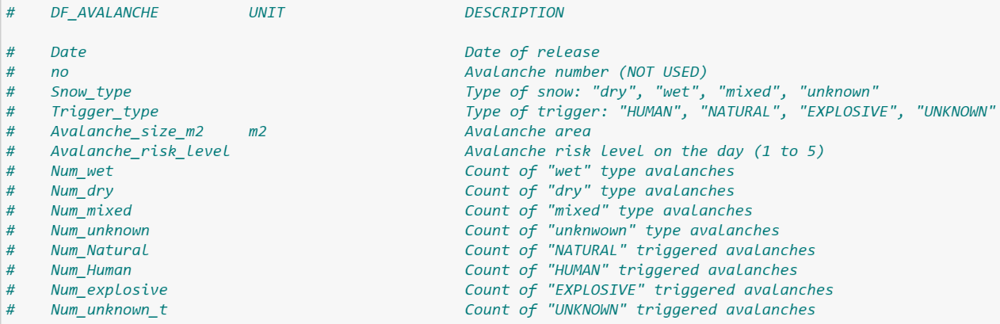 # DF_AVALANCHE UNIT DESCRIPTION
# Date Date of release
# no Avalanche number (NOT USED)
# Snow_type Type of snow: "dry", "wet", "mixed", "unknown"
# Trigger_type Type of trigger: "HUMAN", "NATURAL", "EXPLOSIVE", "UNKNOWN"
# Avalanche_size_m2 m2 Avalanche area
# Avalanche_risk_level Avalanche risk level on the day (1 to 5)
# Num_wet Count of "wet" type avalanches
# Num_dry Count of "dry" type avalanches
# Num_mixed Count of "mixed" type avalanches
# Num_unknown Count of "unknwown" type avalanches
# Num_Natural Count of "NATURAL" triggered avalanches
# Num_Human Count of "HUMAN" triggered avalanches
# Num_explosive Count of "EXPLOSIVE" triggered avalanches
# Num_unknown_t Count of "UNKNOWN" triggered avalanches